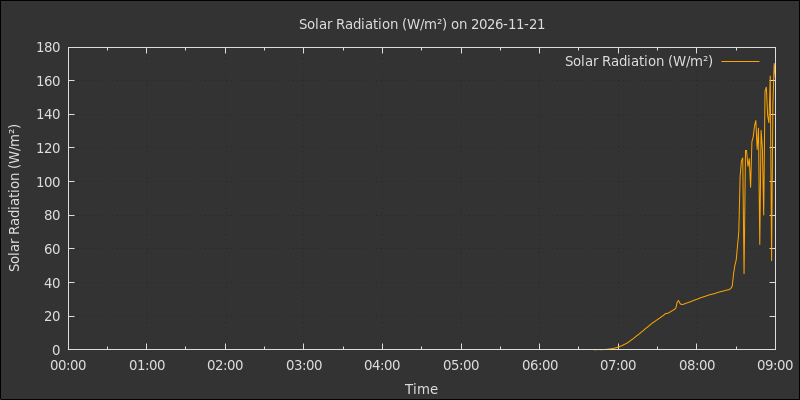 Solar Radiation (W/m²) on 2026-11-21
Solar Radiation (W/m²)
Solar Radiation (W/m²)
180
160
140
120
100
80
60
40
20
0
00:00 01:00 02:00 03:00 04:00 05:00 06:00 07:00 08:00 09:00
Time